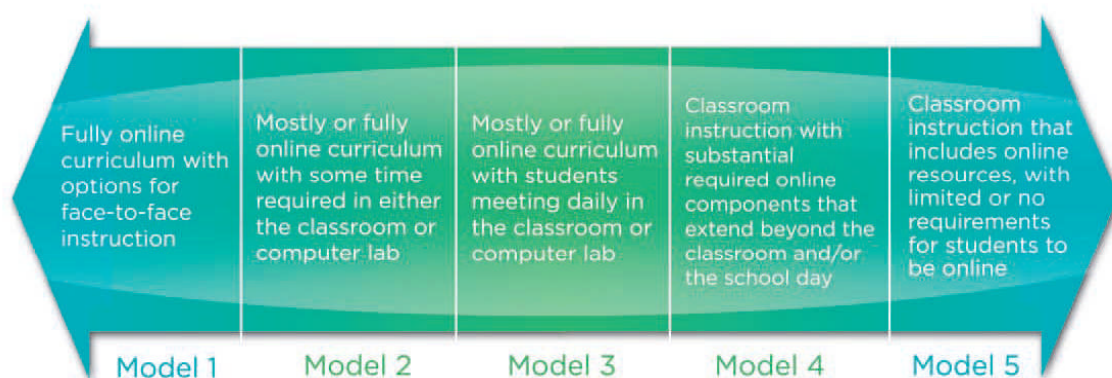 Fully online
curriculum with
options for
face-to-face
instruction
Mostly or fully
online curriculum
with some time
required in either
the classroom or
computer lab
Mostly or fully
online curriculum
with students
meeting daily in
the classroom or
computer lab
Classroom
instruction with
substantial
required online
components that
extend beyond the
classroom and/or
the school day
Classroom
instruction that
includes online
resources, with
limited or no
requirements
for students to
be online
Model 1
Model 2
Model 3
Model 4
Model 5